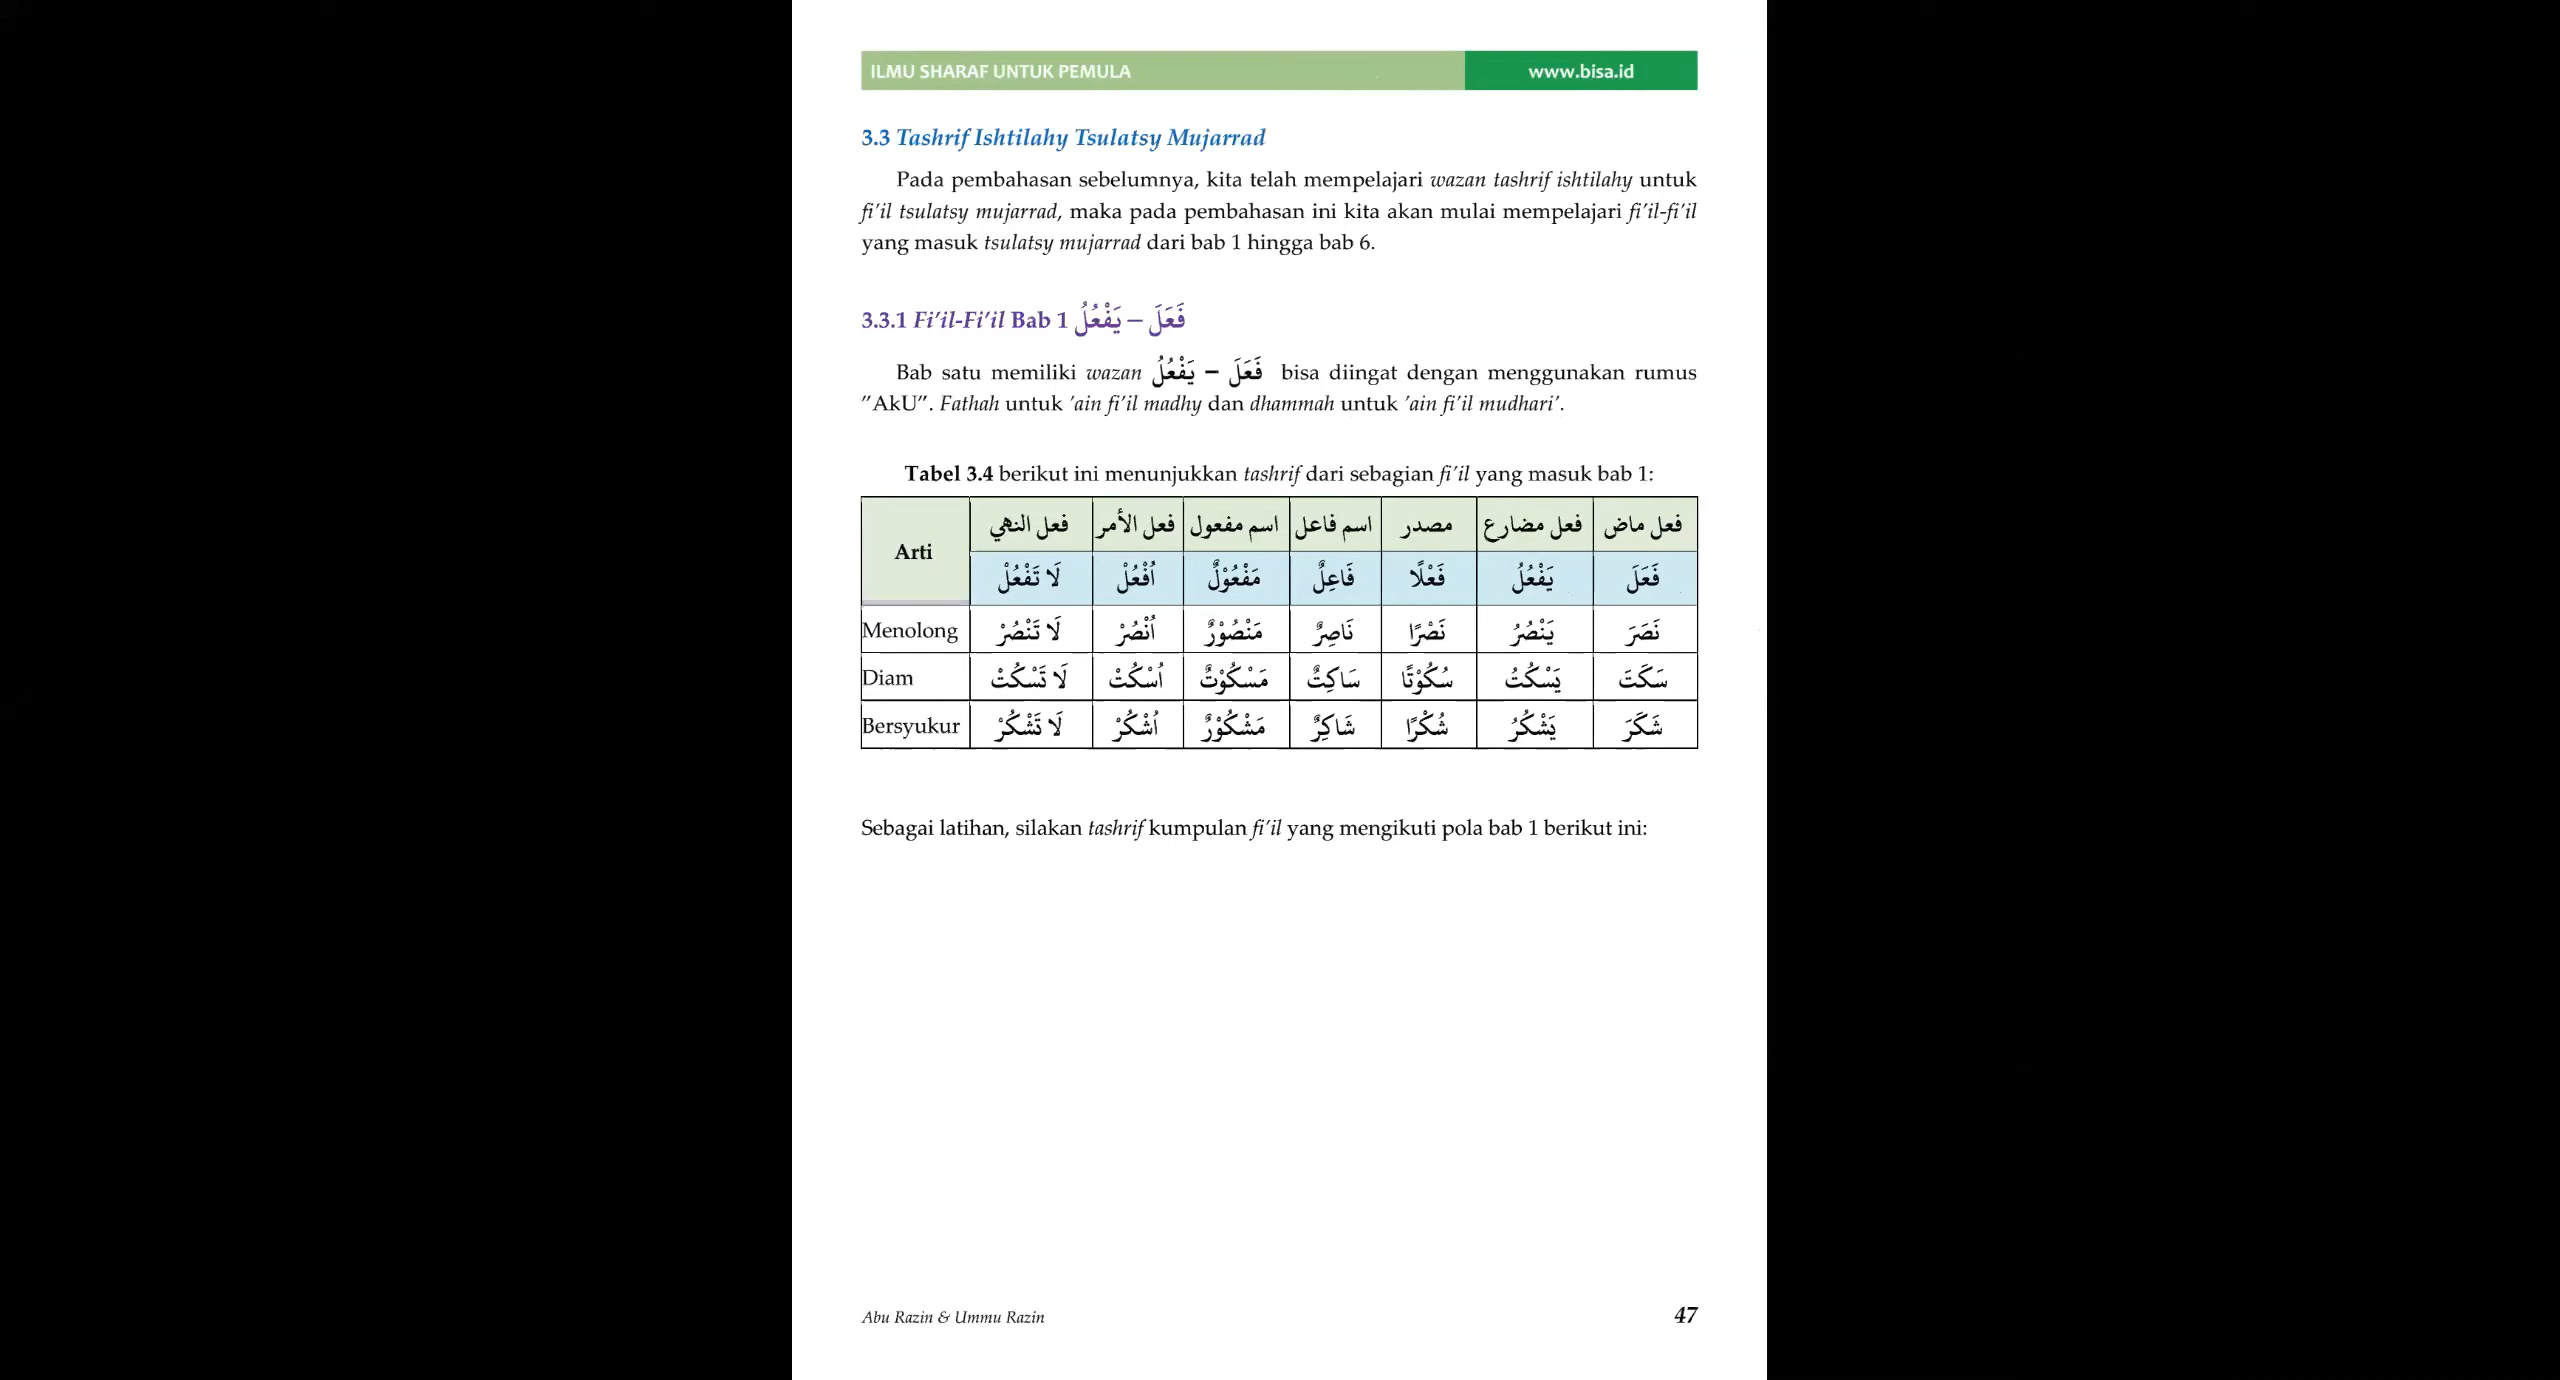 ILMU SHARAF UNTUK PEMULA www.bisa.id
3.3 Tashrif Ishtilahy Tsulatsy Mujarrad
Pada pembahasan sebelumnya, kita telah mempelajari wazan tashrif ishtilahy untuk
fi’il tsulatsy mujarrad, maka pada pembahasan ini kita akan mulai mempelajari fi’il-fi’il
yang masuk tsulatsy mujarrad dari bab 1 hingga bab 6.
3.3.1 Fi’il-Fi’il Bab 1 فَعَلَ – يَفْعُلُ
Bab satu memiliki wazan فَعَلَ – يَفْعُلُ bisa diingat dengan menggunakan rumus
”AkU”. Fathah untuk ’ain fi’il madhy dan dhammah untuk ’ain fi’il mudhari’.
Tabel 3.4 berikut ini menunjukkan tashrif dari sebagian fi’il yang masuk bab 1:
Arti فعل النهي فعل الأمر اسم مفعول اسم فاعل مصدر فعل مضارع فعل ماض
لَا تَفْعُلْ اُفْعُلْ مَفْعُوْلٌ فَاعِلٌ فَعْلًا يَفْعُلُ فَعَلَ
Menolong لَا تَنْصُرْ اُنْصُرْ مَنْصُوْرٌ نَاصِرٌ نَصْرًا يَنْصُرُ نَصَرَ
Diam لَا تَسْكُتْ اُسْكُتْ مَسْكُوْتٌ سَاكِتٌ سُكُوْتًا يَسْكُتُ سَكَتَ
Bersyukur لَا تَشْكُرْ اُشْكُرْ مَشْكُوْرٌ شَاكِرٌ شُكْرًا يَشْكُرُ شَكَرَ
Sebagai latihan, silakan tashrif kumpulan fi’il yang mengikuti pola bab 1 berikut ini:
Abu Razin & Ummu Razin 47